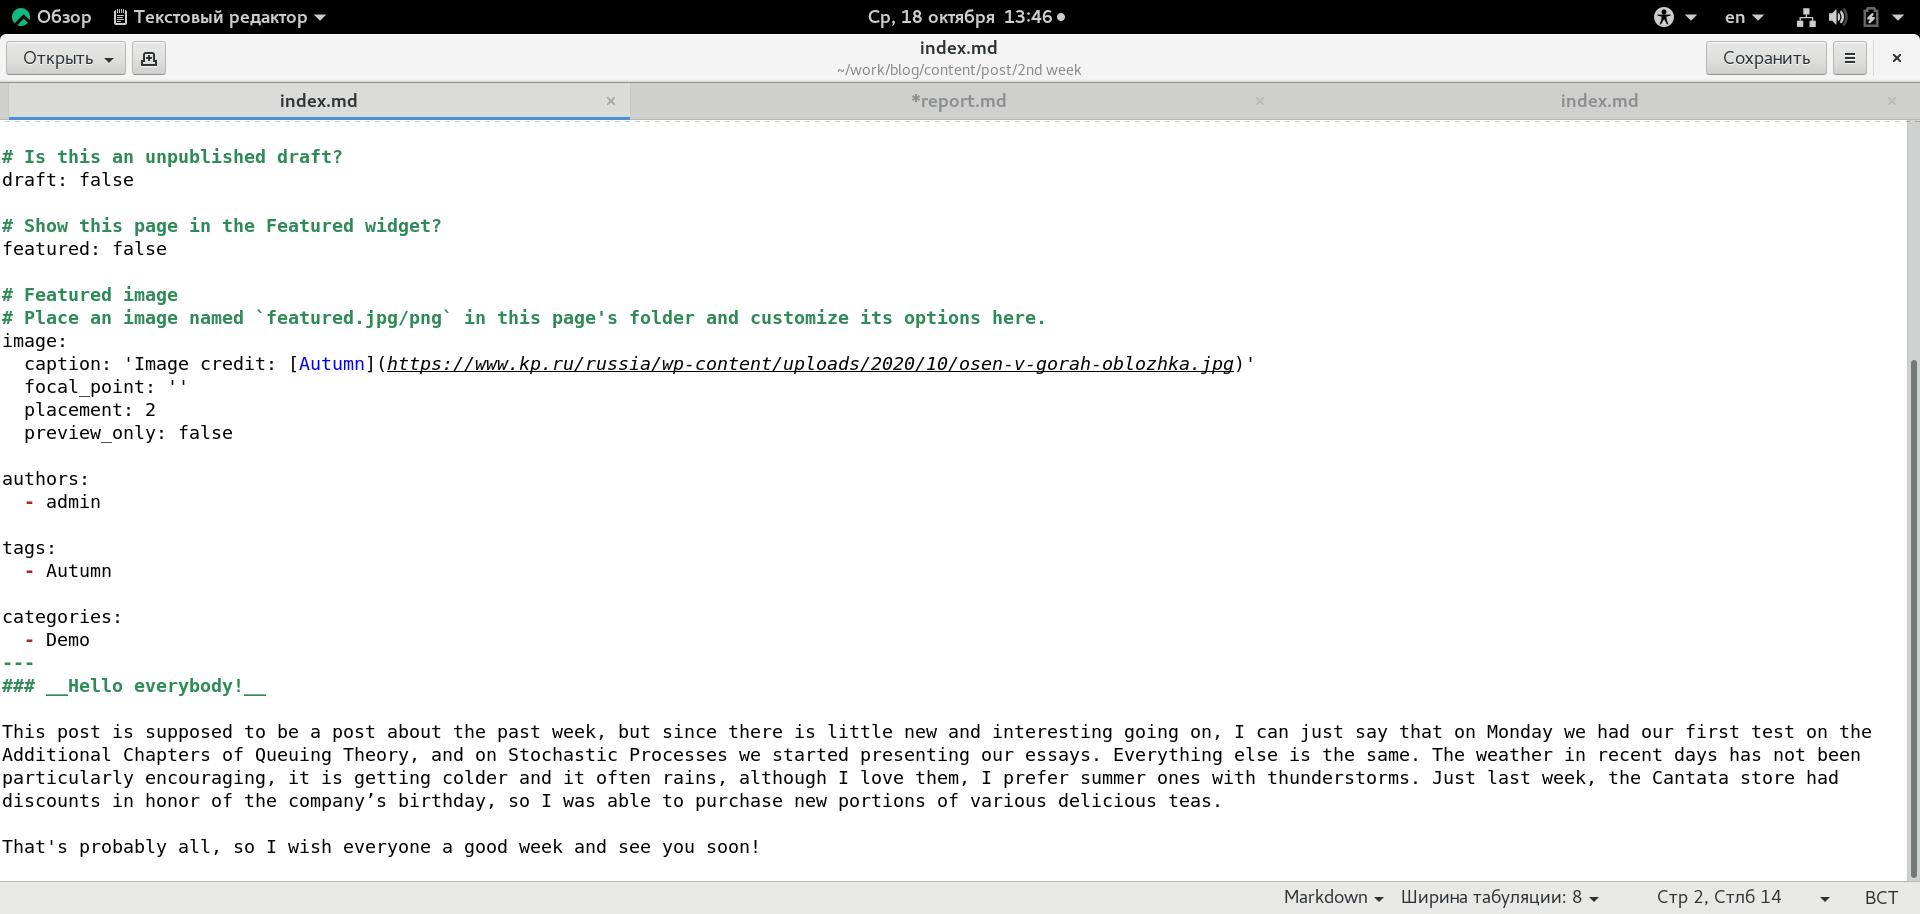 Обзор Текстовый редактор Ср, 18 октября 13:46 en
Открыть index.md Сохранить
~/work/blog/content/post/2nd week
index.md *report.md index.md
# Is this an unpublished draft?
draft: false
# Show this page in the Featured widget?
featured: false
# Featured image
# Place an image named `featured.jpg/png` in this page's folder and customize its options here.
image:
  caption: 'Image credit: [Autumn](https://www.kp.ru/russia/wp-content/uploads/2020/10/osen-v-gorah-oblozhka.jpg)'
  focal_point: ''
  placement: 2
  preview_only: false
authors:
  - admin
tags:
  - Autumn
categories:
  - Demo
---
### __Hello everybody!__
This post is supposed to be a post about the past week, but since there is little new and interesting going on, I can just say that on Monday we had our first test on the
Additional Chapters of Queuing Theory, and on Stochastic Processes we started presenting our essays. Everything else is the same. The weather in recent days has not been
particularly encouraging, it is getting colder and it often rains, although I love them, I prefer summer ones with thunderstorms. Just last week, the Cantata store had
discounts in honor of the company’s birthday, so I was able to purchase new portions of various delicious teas.
That's probably all, so I wish everyone a good week and see you soon!
Markdown Ширина табуляции: 8 Стр 2, Стлб 14 ВСТ